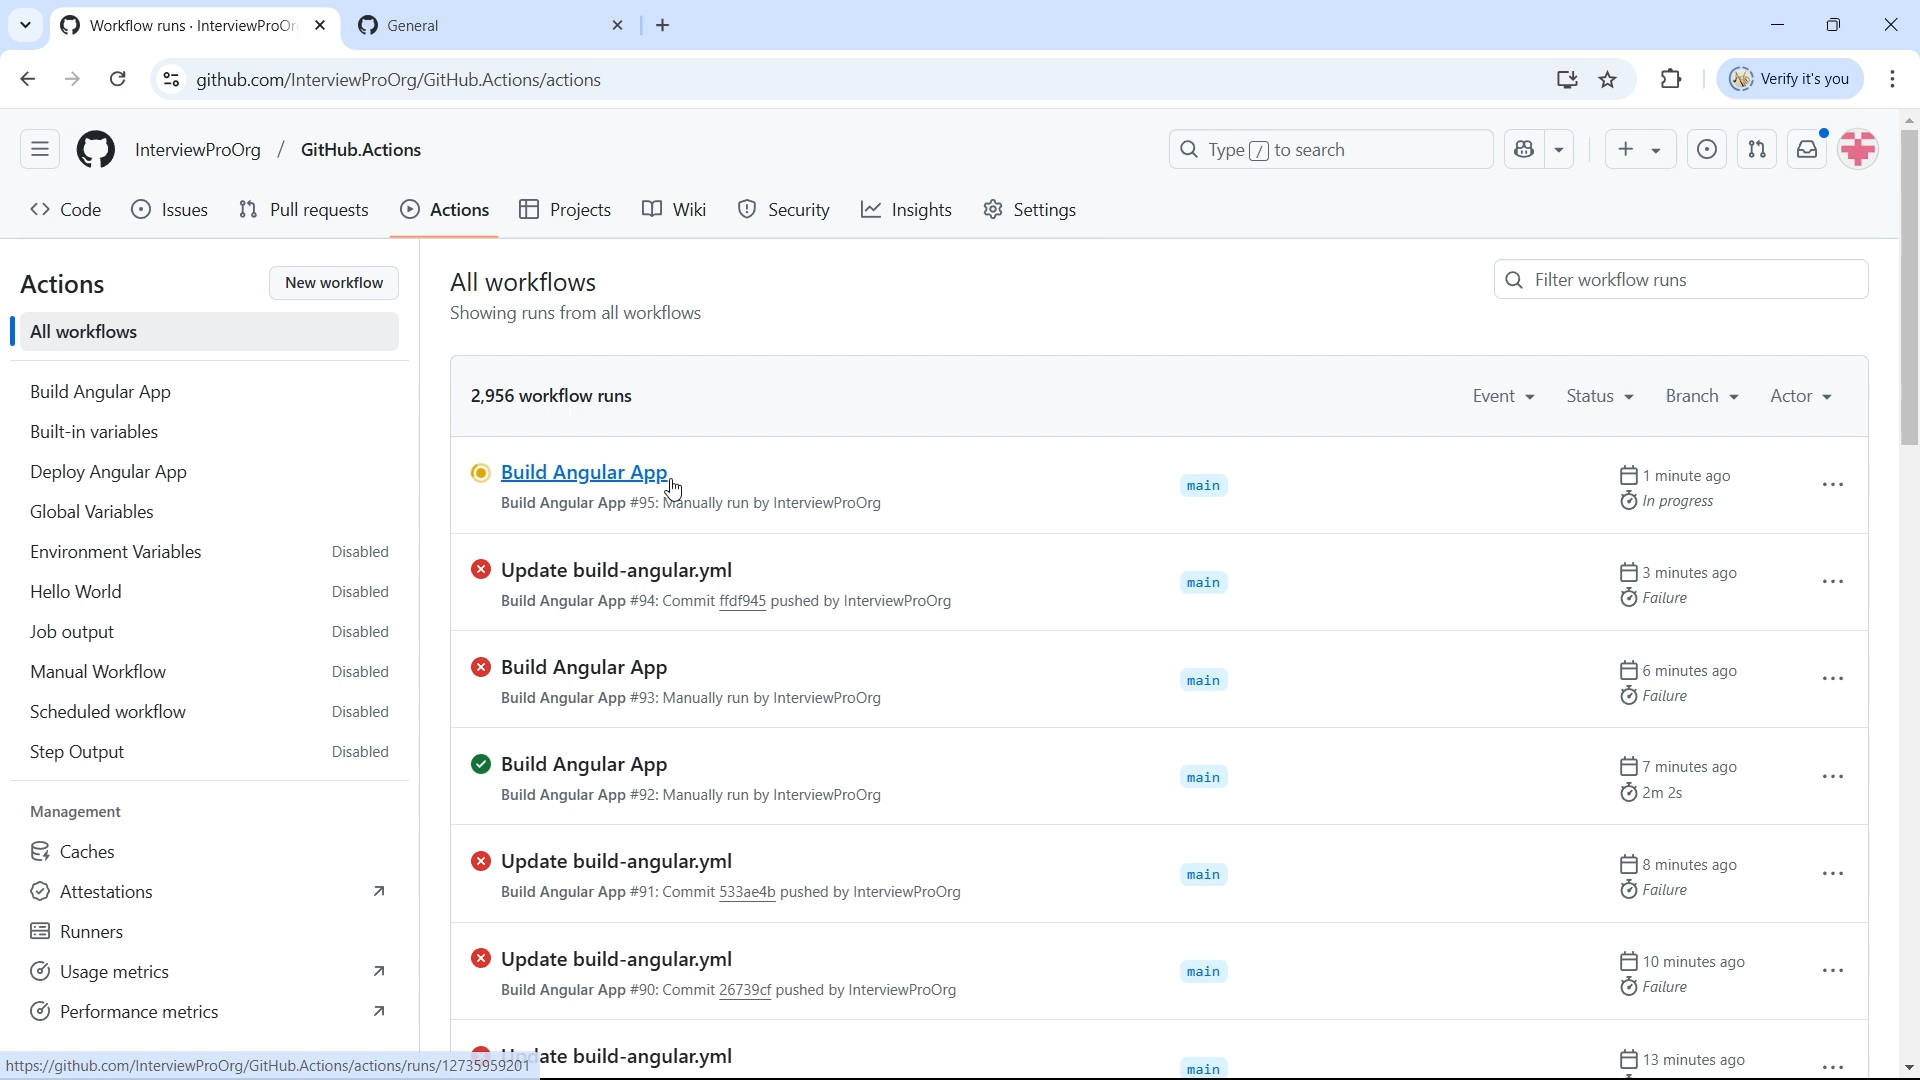 Workflow runs · InterviewProOr
General
github.com/InterviewProOrg/GitHub.Actions/actions
Verify it's you
InterviewProOrg / GitHub.Actions
Type / to search
Code
Issues
Pull requests
Actions
Projects
Wiki
Security
Insights
Settings
Actions
New workflow
All workflows
Build Angular App
Built-in variables
Deploy Angular App
Global Variables
Environment Variables Disabled
Hello World Disabled
Job output Disabled
Manual Workflow Disabled
Scheduled workflow Disabled
Step Output Disabled
Management
Caches
Attestations
Runners
Usage metrics
Performance metrics
All workflows
Showing runs from all workflows
Filter workflow runs
2,956 workflow runs
Event
Status
Branch
Actor
Build Angular App
Build Angular App #95: Manually run by InterviewProOrg
main
1 minute ago
In progress
Update build-angular.yml
Build Angular App #94: Commit ffdf945 pushed by InterviewProOrg
main
3 minutes ago
Failure
Build Angular App
Build Angular App #93: Manually run by InterviewProOrg
main
6 minutes ago
Failure
Build Angular App
Build Angular App #92: Manually run by InterviewProOrg
main
7 minutes ago
2m 2s
Update build-angular.yml
Build Angular App #91: Commit 533ae4b pushed by InterviewProOrg
main
8 minutes ago
Failure
Update build-angular.yml
Build Angular App #90: Commit 26739cf pushed by InterviewProOrg
main
10 minutes ago
Failure
Update build-angular.yml
main
13 minutes ago
https://github.com/InterviewProOrg/GitHub.Actions/actions/runs/12735959201